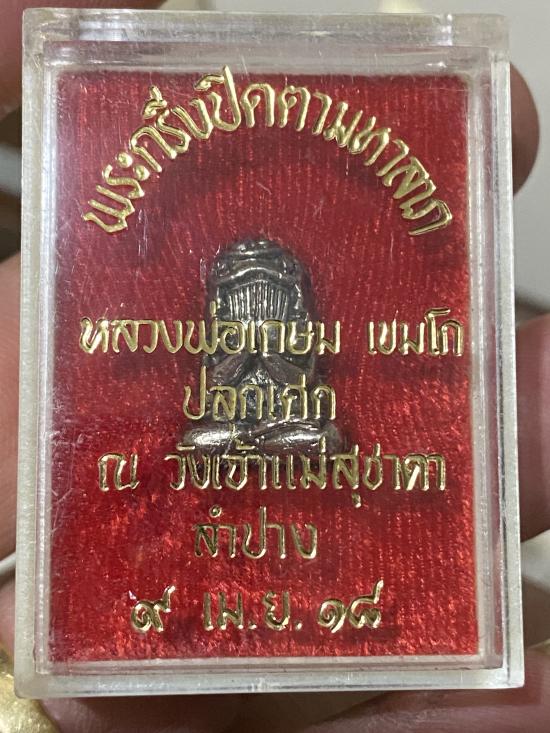 พระกริ่งปิดตามหาลาภ
หลวงพ่อเกษม เขมโก
ปลุกเศก
ณ วังเจ้าแม่สุชาดา
ลำปาง
๙ เม.ย. ๑๘